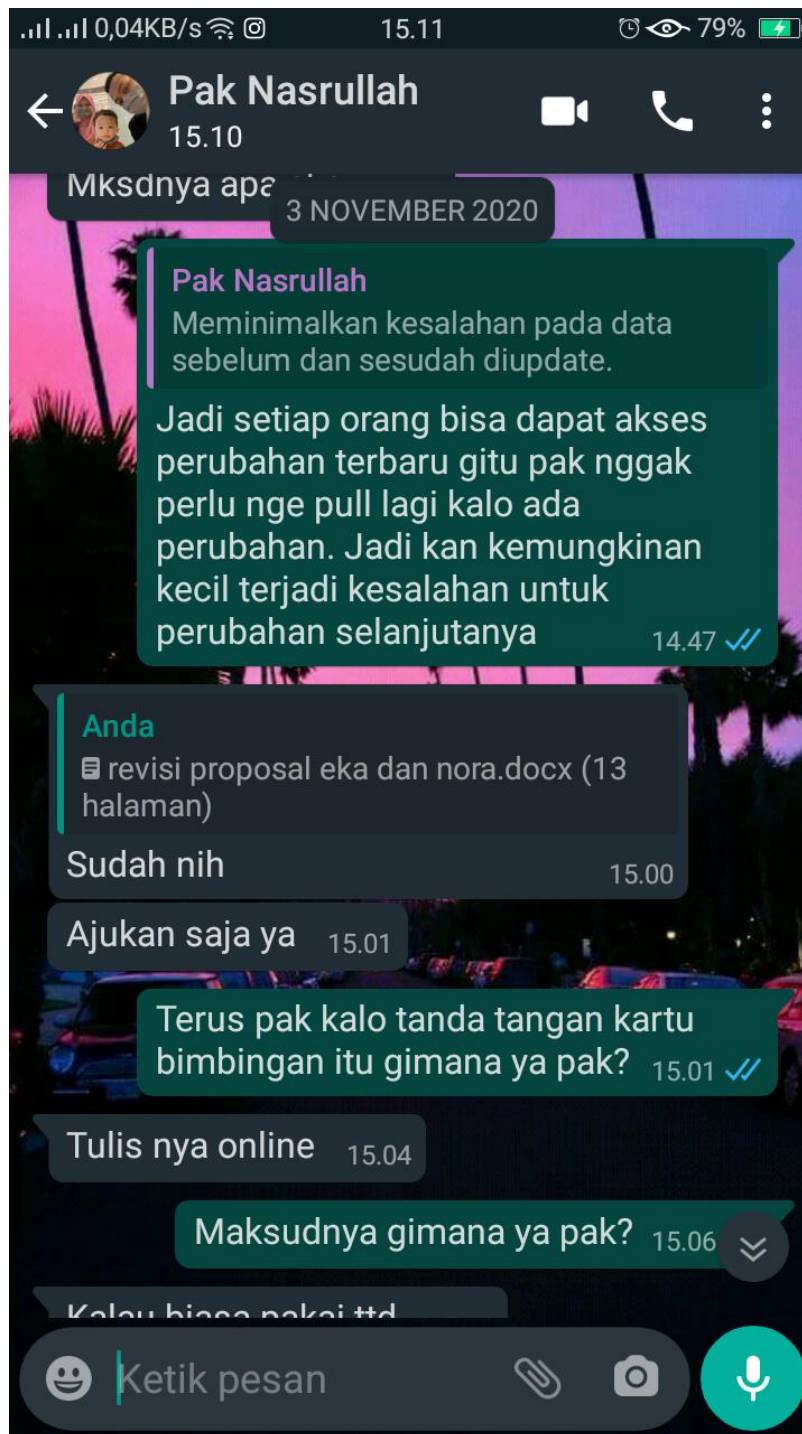 0,04KB/s 15.11 79%
Pak Nasrullah
15.10
Mksdnya apa
3 NOVEMBER 2020
Pak Nasrullah
Meminimalkan kesalahan pada data
sebelum dan sesudah diupdate.
Jadi setiap orang bisa dapat akses
perubahan terbaru gitu pak nggak
perlu nge pull lagi kalo ada
perubahan. Jadi kan kemungkinan
kecil terjadi kesalahan untuk
perubahan selanjutanya 14.47
Anda
revisi proposal eka dan nora.docx (13
halaman)
Sudah nih 15.00
Ajukan saja ya 15.01
Terus pak kalo tanda tangan kartu
bimbingan itu gimana ya pak? 15.01
Tulis nya online 15.04
Maksudnya gimana ya pak? 15.06
Kalau biasa pakai ttd
Ketik pesan